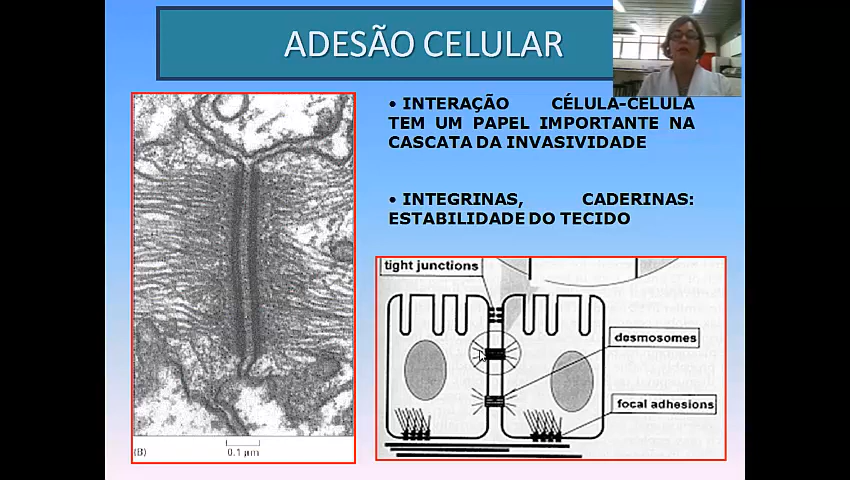 ADESÃO CELULAR
• INTERAÇÃO CÉLULA-CELULA
TEM UM PAPEL IMPORTANTE NA
CASCATA DA INVASIVIDADE
• INTEGRINAS, CADERINAS:
ESTABILIDADE DO TECIDO
tight junctions
desmosomes
focal adhesions
(B)
0.1 µm